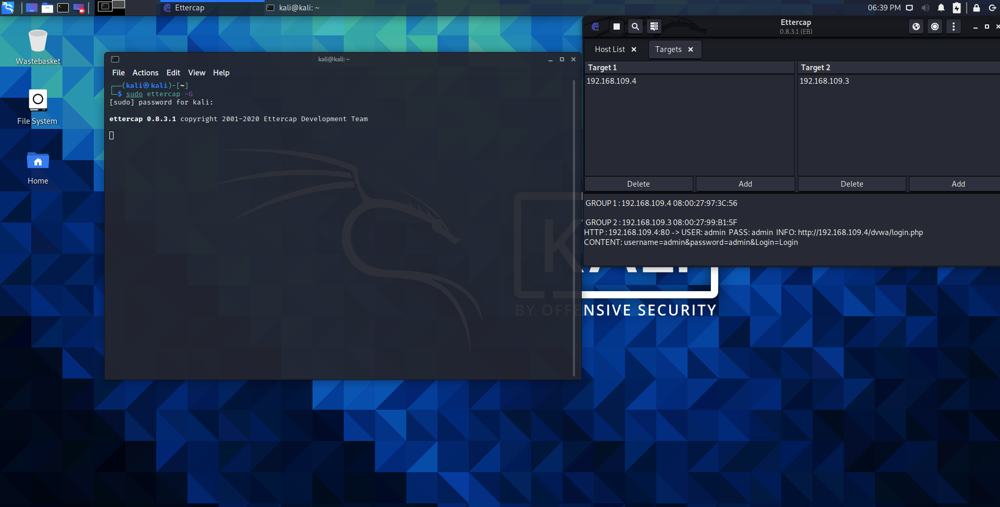 Ettercap
kali@kali: ~
06:39 PM
Wastebasket
File System
Home
kali@kali: ~
File Actions Edit View Help
┌──(kali㉿kali)-[~]
└─$ sudo ettercap -G
[sudo] password for kali:
ettercap 0.8.3.1 copyright 2001-2020 Ettercap Development Team
Ettercap
0.8.3.1 (EB)
Host List
Targets
Target 1
Target 2
192.168.109.4
192.168.109.3
Delete
Add
Delete
Add
GROUP 1 : 192.168.109.4 08:00:27:97:3C:56
GROUP 2 : 192.168.109.3 08:00:27:99:B1:5F
HTTP : 192.168.109.4:80 -> USER: admin PASS: admin INFO: http://192.168.109.4/dvwa/login.php
CONTENT: username=admin&password=admin&Login=Login
BY OFFENSIVE SECURITY